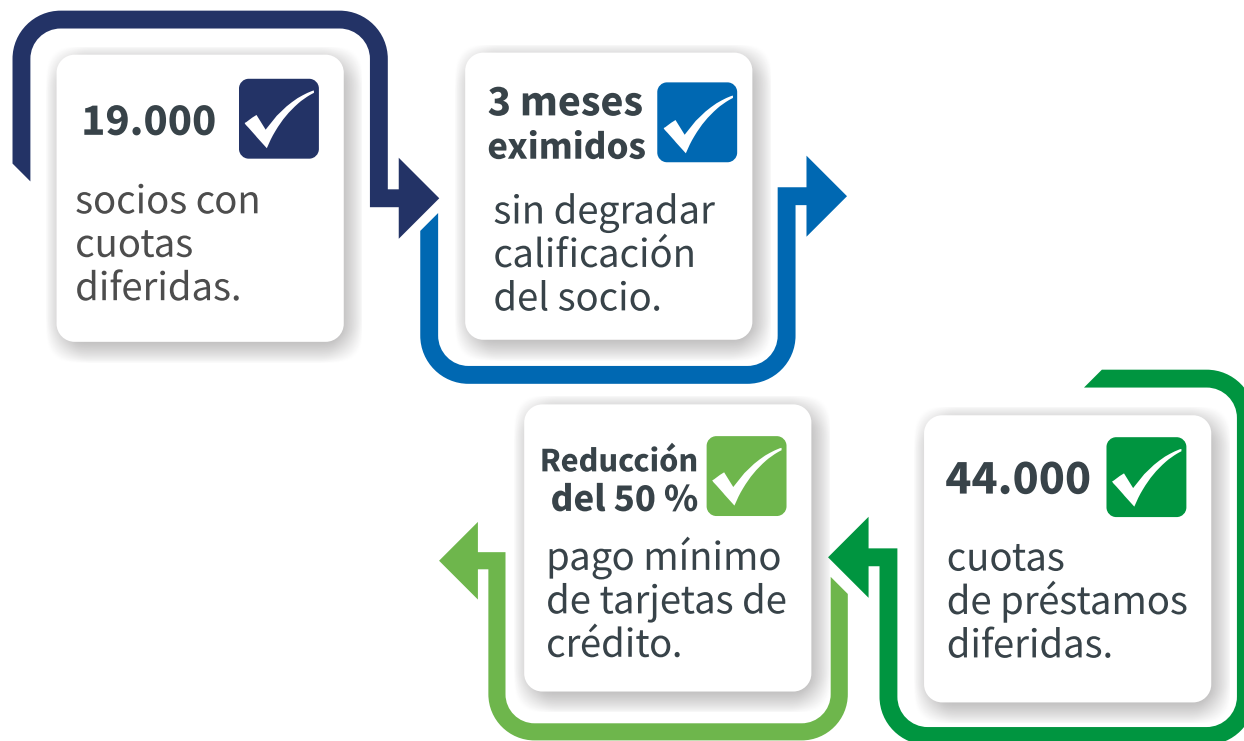 19.000
socios con
cuotas
diferidas.
3 meses
eximidos
sin degradar
calificación
del socio.
44.000
cuotas
de préstamos
diferidas.
Reducción
del 50 %
pago mínimo
de tarjetas de
crédito.